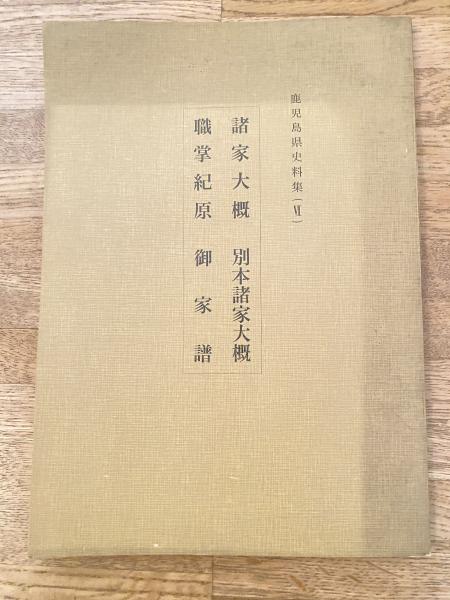 鹿児島県史料集(Ⅵ)
諸家大概 別本諸家大概
職掌紀原 御家譜